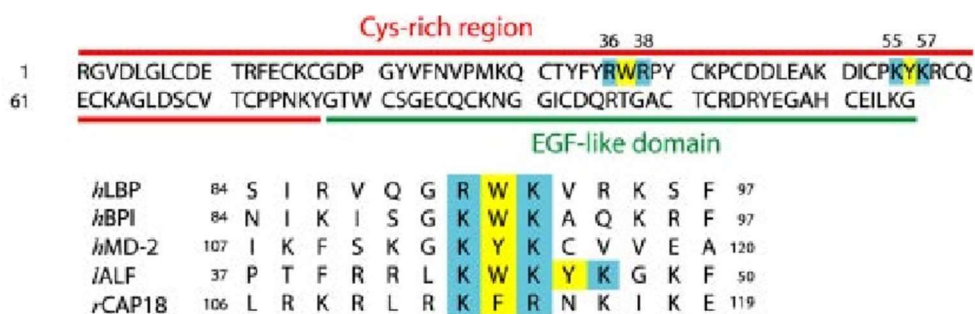 Cys-rich region
36 38 55 57
1 RGVDLGLCDE TRFECKCGDP GYVFNVPMKQ CTYFYRWRPY CKPCDDLEAK DICPKYKRCQ
61 ECKAGLDSCV TCPPNKYGTW CSGECQCKNG GICDQRTGAC TCRDRYEGAH CEILKG
EGF-like domain
hLBP 84 S I R V Q G R W K V R K S F 97
hBPI 84 N I K I S G K W K A Q K R F 97
hMD-2 107 I K F S K G K Y K C V V E A 120
lALF 37 P T F R R L K W K Y K G K F 50
rCAP18 106 L R K R L R K F R N K I K E 119